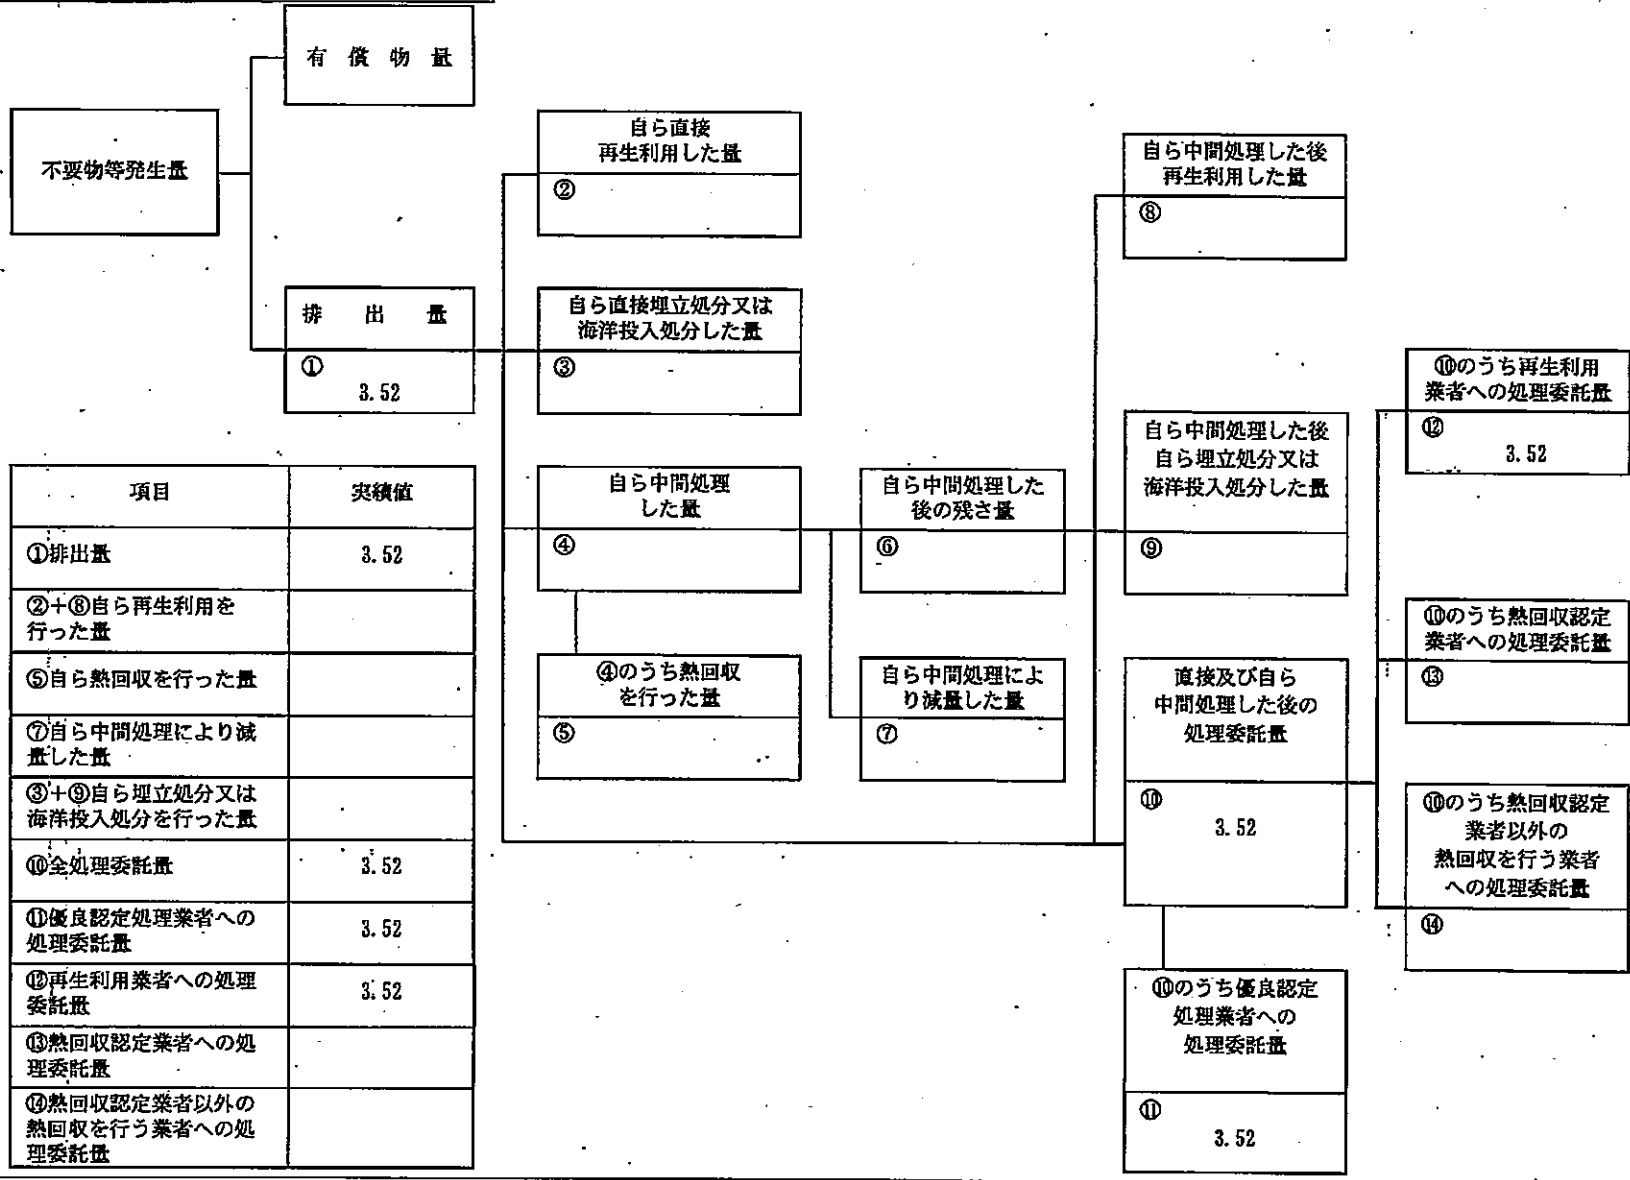 有 償 物 量
不要物等発生量
排 出 量
①
3.52
自ら直接
再生利用した量
②
自ら直接埋立処分又は
海洋投入処分した量
③
自ら中間処理
した量
④
④のうち熱回収
を行った量
⑤
自ら中間処理した
後の残さ量
⑥
自ら中間処理によ
り減量した量
⑦
自ら中間処理した後
再生利用した量
⑧
自ら中間処理した後
自ら埋立処分又は
海洋投入処分した量
⑨
直接及び自ら
中間処理した後の
処理委託量
⑩
3.52
⑩のうち優良認定
処理業者への
処理委託量
⑪
3.52
⑩のうち再生利用
業者への処理委託量
⑫
3.52
⑩のうち熱回収認定
業者への処理委託量
⑬
⑩のうち熱回収認定
業者以外の
熱回収を行う業者
への処理委託量
⑭
項目 実績値
①排出量 3.52
②+⑧自ら再生利用を
行った量
⑤自ら熱回収を行った量
⑦自ら中間処理により減
量した量
③+⑨自ら埋立処分又は
海洋投入処分を行った量
⑩全処理委託量 3.52
⑪優良認定処理業者への
処理委託量 3.52
⑫再生利用業者への処理
委託量 3.52
⑬熱回収認定業者への処
理委託量
⑭熱回収認定業者以外の
熱回収を行う業者への処
理委託量